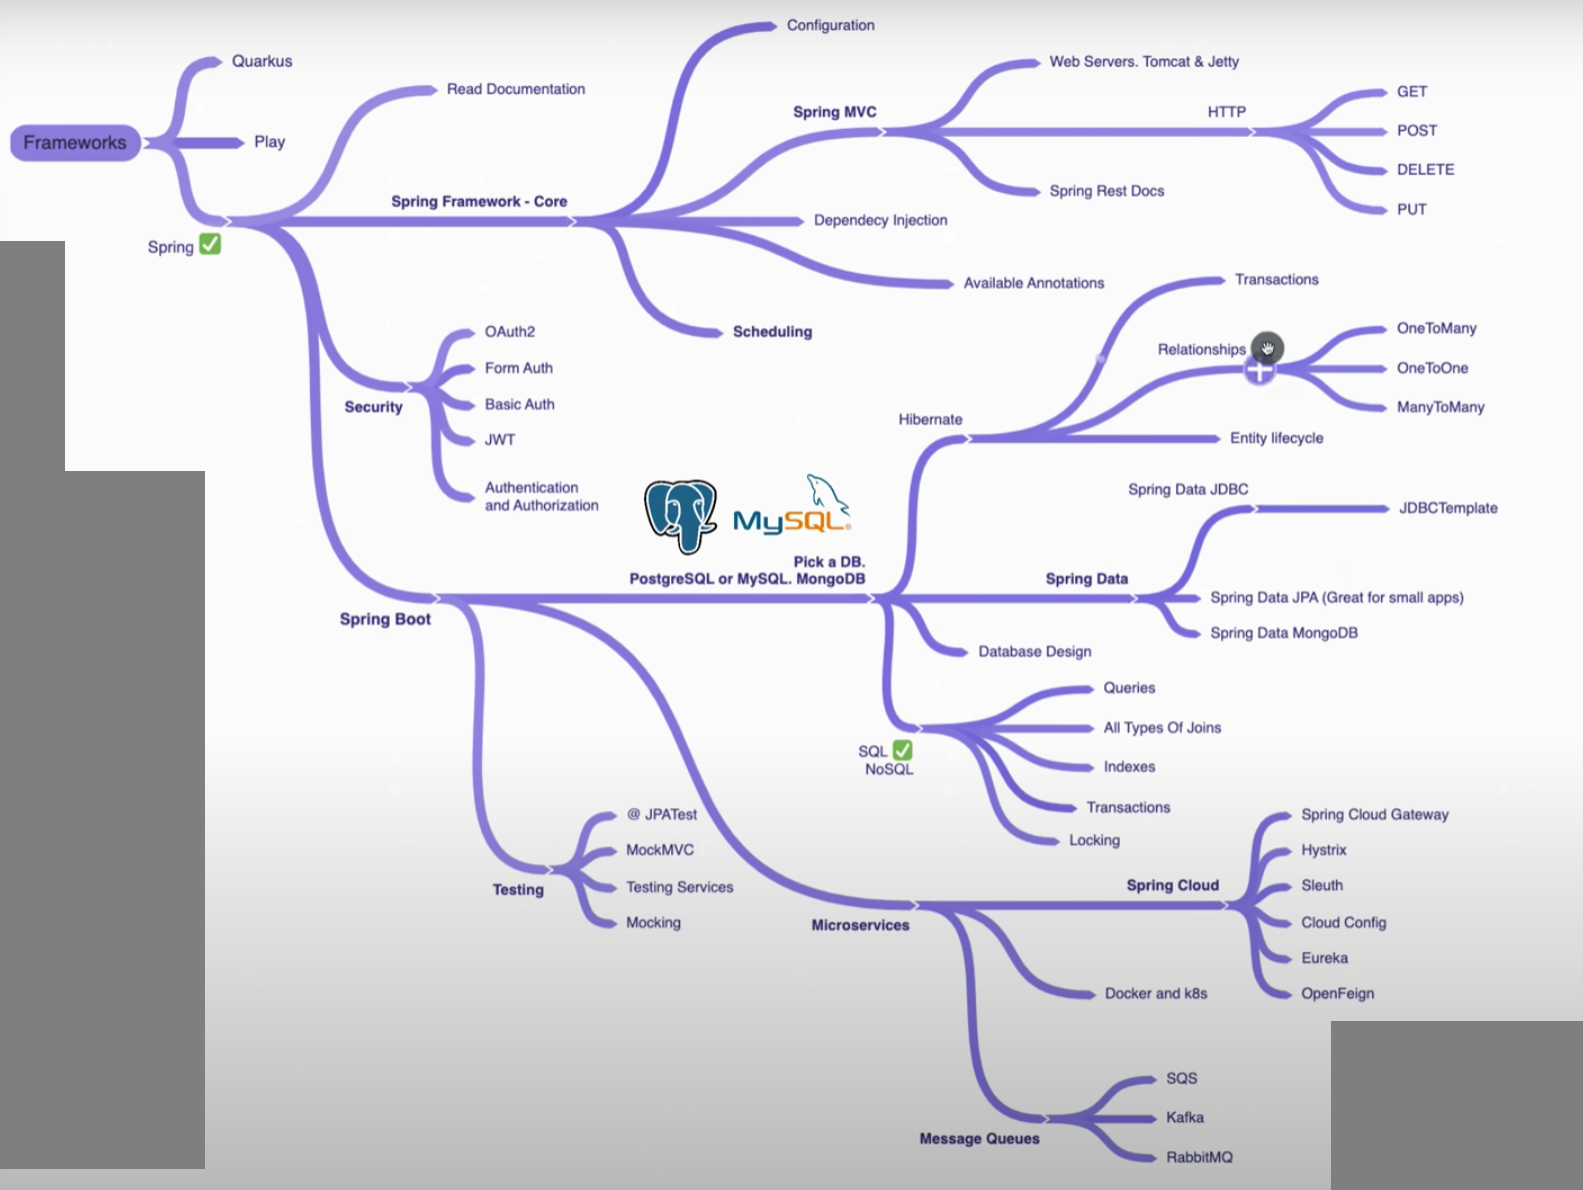 Frameworks
Quarkus
Play
Spring
Read Documentation
Spring Framework - Core
Configuration
Spring MVC
Web Servers. Tomcat & Jetty
HTTP
GET
POST
DELETE
PUT
Spring Rest Docs
Dependecy Injection
Available Annotations
Scheduling
Security
OAuth2
Form Auth
Basic Auth
JWT
Authentication
and Authorization
Spring Boot
MySQL
Pick a DB.
PostgreSQL or MySQL. MongoDB
Hibernate
Transactions
Relationships
OneToMany
OneToOne
ManyToMany
Entity lifecycle
Spring Data
Spring Data JDBC
JDBCTemplate
Spring Data JPA (Great for small apps)
Spring Data MongoDB
Database Design
SQL
NoSQL
Queries
All Types Of Joins
Indexes
Transactions
Locking
Testing
@ JPATest
MockMVC
Testing Services
Mocking
Microservices
Spring Cloud
Spring Cloud Gateway
Hystrix
Sleuth
Cloud Config
Eureka
OpenFeign
Docker and k8s
Message Queues
SQS
Kafka
RabbitMQ